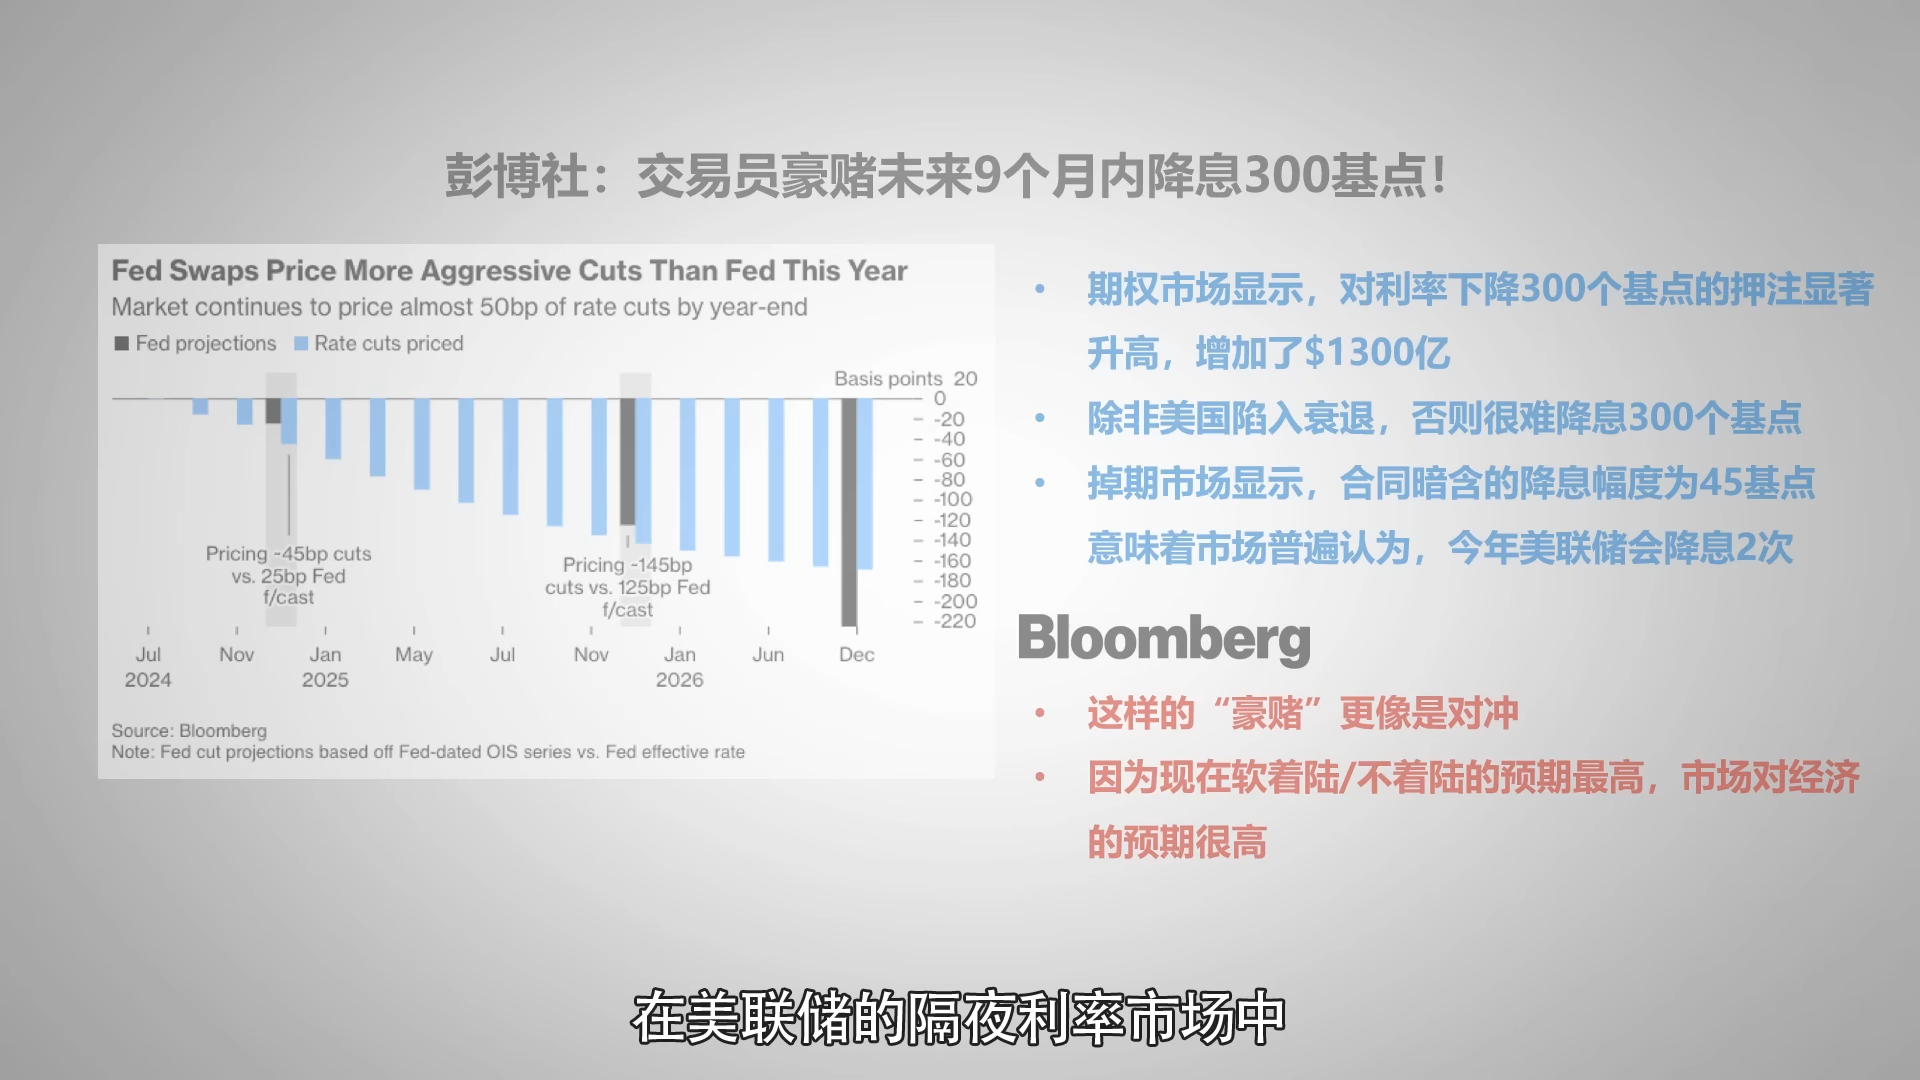 彭博社：交易员豪赌未来9个月内降息300基点！
Fed Swaps Price More Aggressive Cuts Than Fed This Year
Market continues to price almost 50bp of rate cuts by year-end
Fed projections Rate cuts priced
Basis points 20
0
-20
-40
-60
-80
-100
-120
-140
-160
-180
-200
-220
Pricing ~45bp cuts
vs. 25bp Fed
f/cast
Pricing ~145bp
cuts vs. 125bp Fed
f/cast
Jul Nov Jan May Jul Nov Jan Jun Dec
2024 2025 2026
Source: Bloomberg
Note: Fed cut projections based off Fed-dated OIS series vs. Fed effective rate
• 期权市场显示，对利率下降300个基点的押注显著
升高，增加了$1300亿
• 除非美国陷入衰退，否则很难降息300个基点
• 掉期市场显示，合同暗含的降息幅度为45基点
意味着市场普遍认为，今年美联储会降息2次
Bloomberg
• 这样的“豪赌”更像是对冲
• 因为现在软着陆/不着陆的预期最高，市场对经济
的预期很高
在美联储的隔夜利率市场中